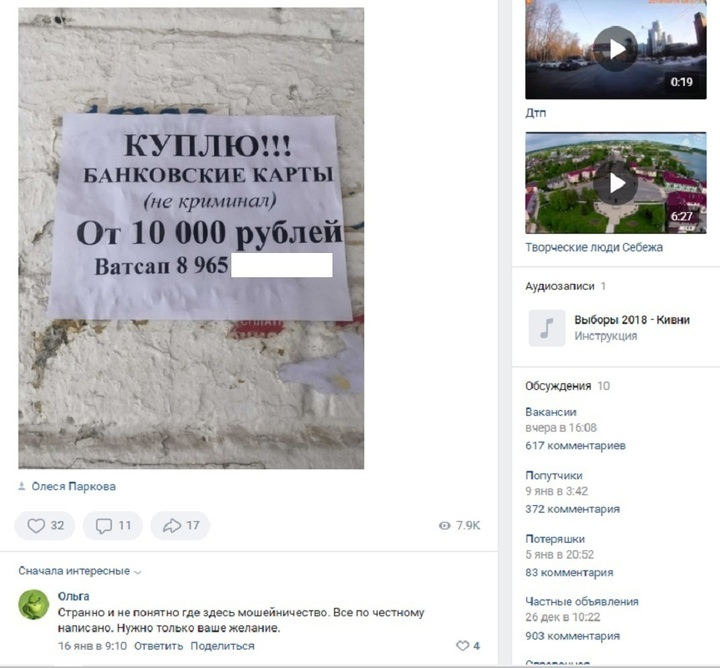 КУПЛЮ!!!
БАНКОВСКИЕ КАРТЫ
(не криминал)
От 10 000 рублей
Ватсап 8 965
Олеся Паркова
32
11
17
7.9K
Сначала интересные
Ольга
Странно и не понятно где здесь мошейничество. Все по честному
написано. Нужно только ваше желание.
16 янв в 9:10 Ответить Поделиться
4
0:19
Дтп
6:27
Творческие люди Себежа
Аудиозаписи 1
Выборы 2018 - Кивни
Инструкция
Обсуждения 10
Вакансии
вчера в 16:08
617 комментариев
Попутчики
9 янв в 3:42
372 комментария
Потеряшки
5 янв в 20:52
83 комментария
Частные объявления
26 дек в 10:22
903 комментария